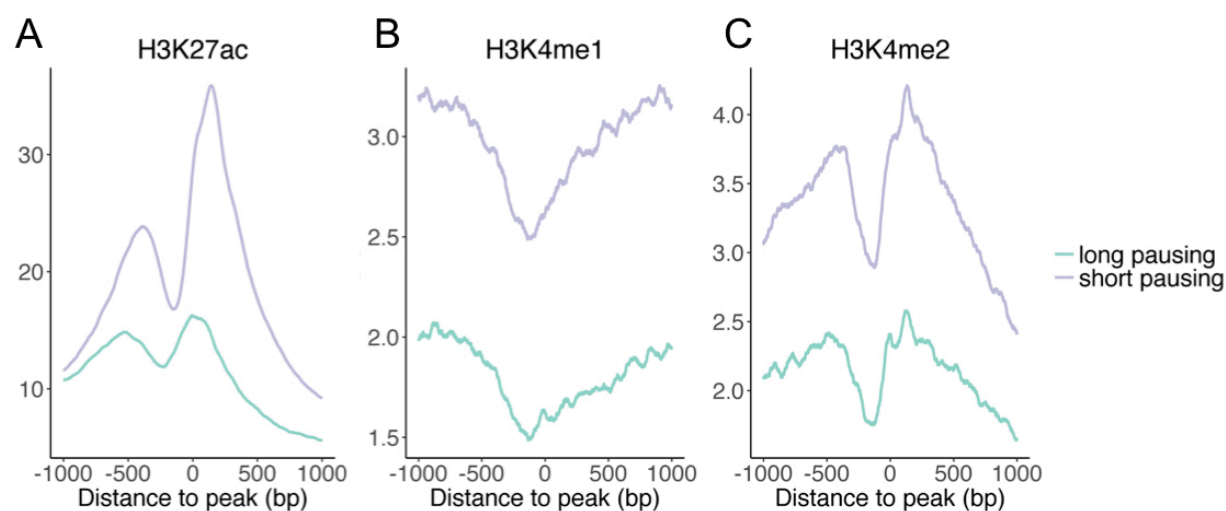 A
H3K27ac
30
20
10
-1000 -500 0 500 1000
Distance to peak (bp)
B
H3K4me1
3.0
2.5
2.0
1.5
-1000 -500 0 500 1000
Distance to peak (bp)
C
H3K4me2
4.0
3.5
3.0
2.5
2.0
-1000 -500 0 500 1000
Distance to peak (bp)
long pausing
short pausing